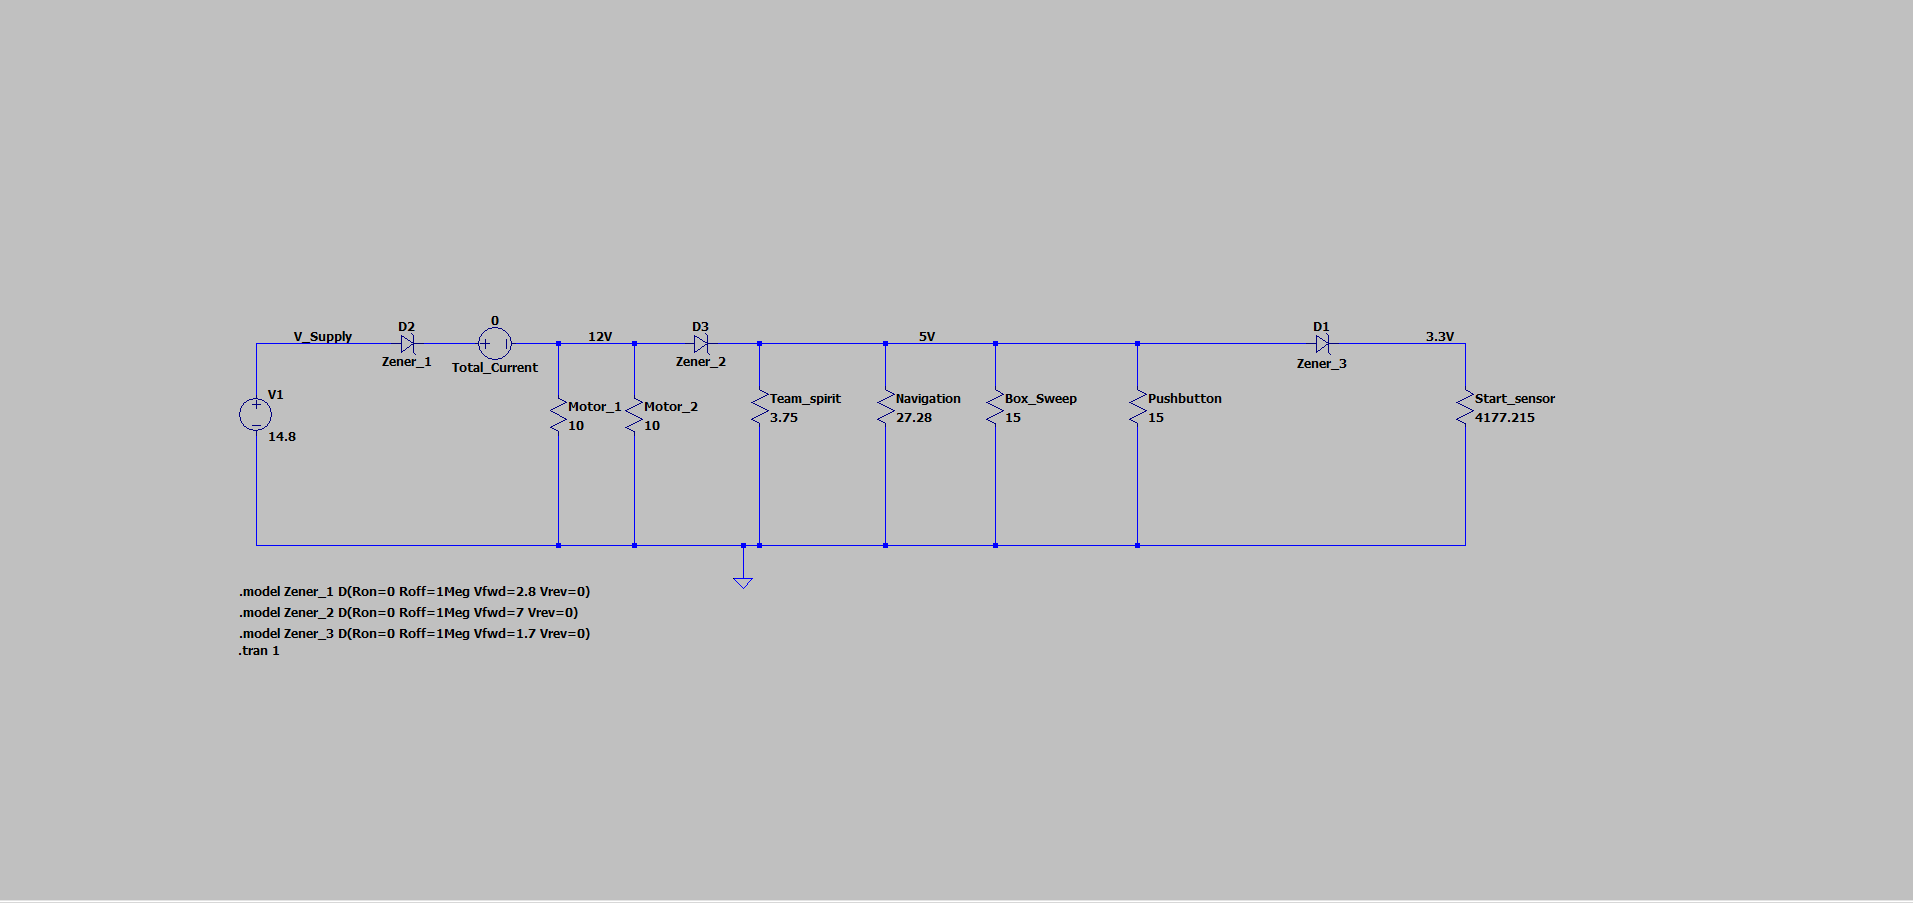 V_Supply
D2
Zener_1
0
Total_Current
12V
D3
Zener_2
5V
D1
Zener_3
3.3V
V1
14.8
Motor_1
10
Motor_2
10
Team_spirit
3.75
Navigation
27.28
Box_Sweep
15
Pushbutton
15
Start_sensor
4177.215
.model Zener_1 D(Ron=0 Roff=1Meg Vfwd=2.8 Vrev=0)
.model Zener_2 D(Ron=0 Roff=1Meg Vfwd=7 Vrev=0)
.model Zener_3 D(Ron=0 Roff=1Meg Vfwd=1.7 Vrev=0)
.tran 1